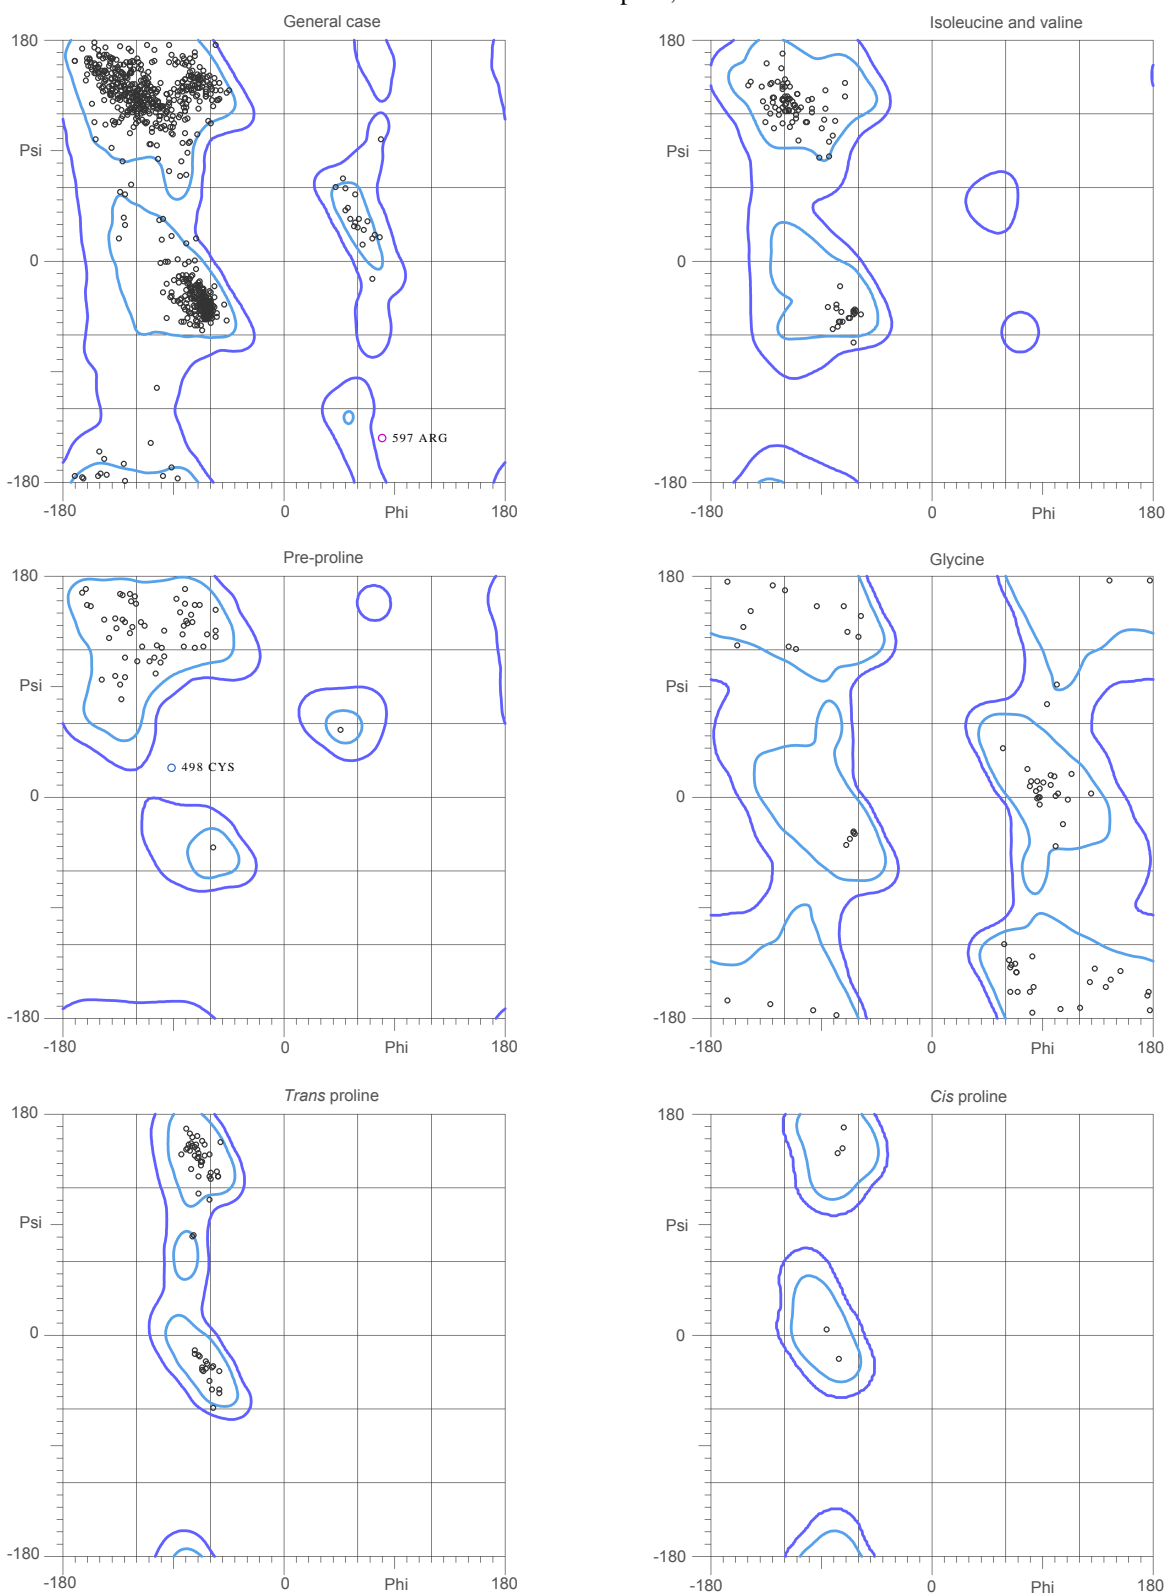 General case
Isoleucine and valine
180
Psi
0
-180
597 ARG
-180
0
Phi
180
180
Psi
0
-180
-180
0
Phi
180
Pre-proline
Glycine
180
Psi
0
-180
498 CYS
-180
0
Phi
180
180
Psi
0
-180
-180
0
Phi
180
Trans proline
Cis proline
180
Psi
0
-180
-180
0
Phi
180
180
Psi
0
-180
-180
0
Phi
180